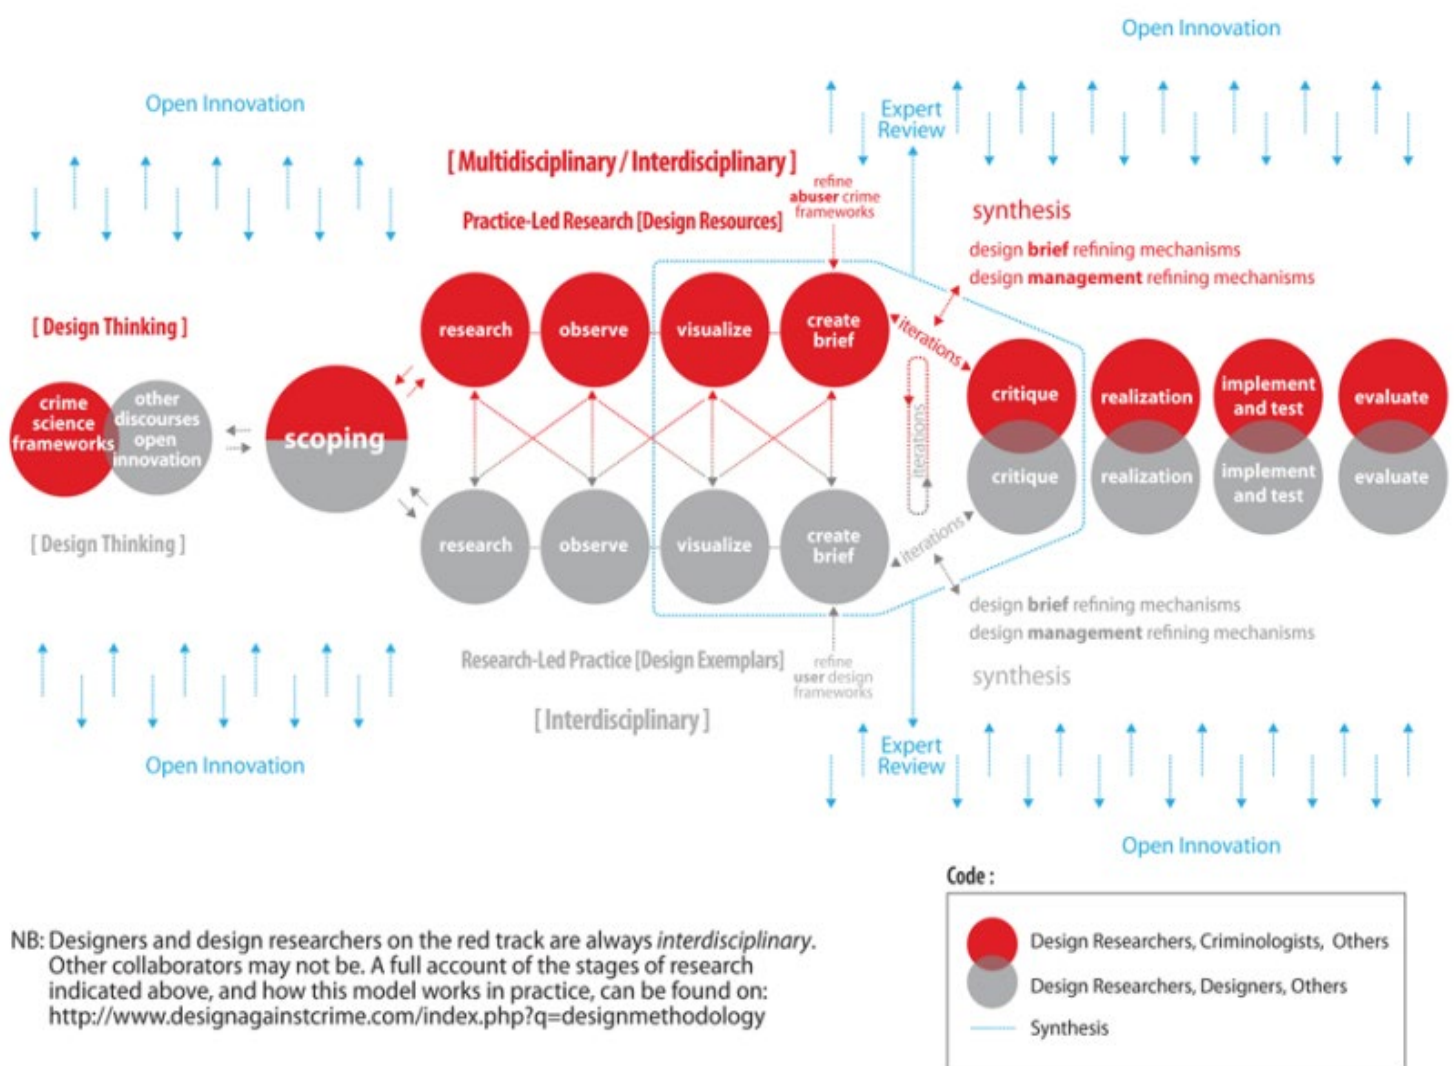 Open Innovation
Open Innovation
Expert
Review
[ Multidisciplinary / Interdisciplinary ]
refine
abuser crime
frameworks
Practice-Led Research [Design Resources]
synthesis
design brief refining mechanisms
design management refining mechanisms
[ Design Thinking ]
research
observe
visualize
create
brief
iterations
crime
science
frameworks
other
discourses
open
innovation
scoping
critique
realization
implement
and test
evaluate
iterations
critique
realization
implement
and test
evaluate
[ Design Thinking ]
research
observe
visualize
create
brief
iterations
design brief refining mechanisms
design management refining mechanisms
synthesis
Research-Led Practice [Design Exemplars]
refine
user design
frameworks
[ Interdisciplinary ]
Open Innovation
Expert
Review
Open Innovation
Code :
Design Researchers, Criminologists, Others
Design Researchers, Designers, Others
Synthesis
NB: Designers and design researchers on the red track are always interdisciplinary.
Other collaborators may not be. A full account of the stages of research
indicated above, and how this model works in practice, can be found on:
http://www.designagainstcrime.com/index.php?q=designmethodology